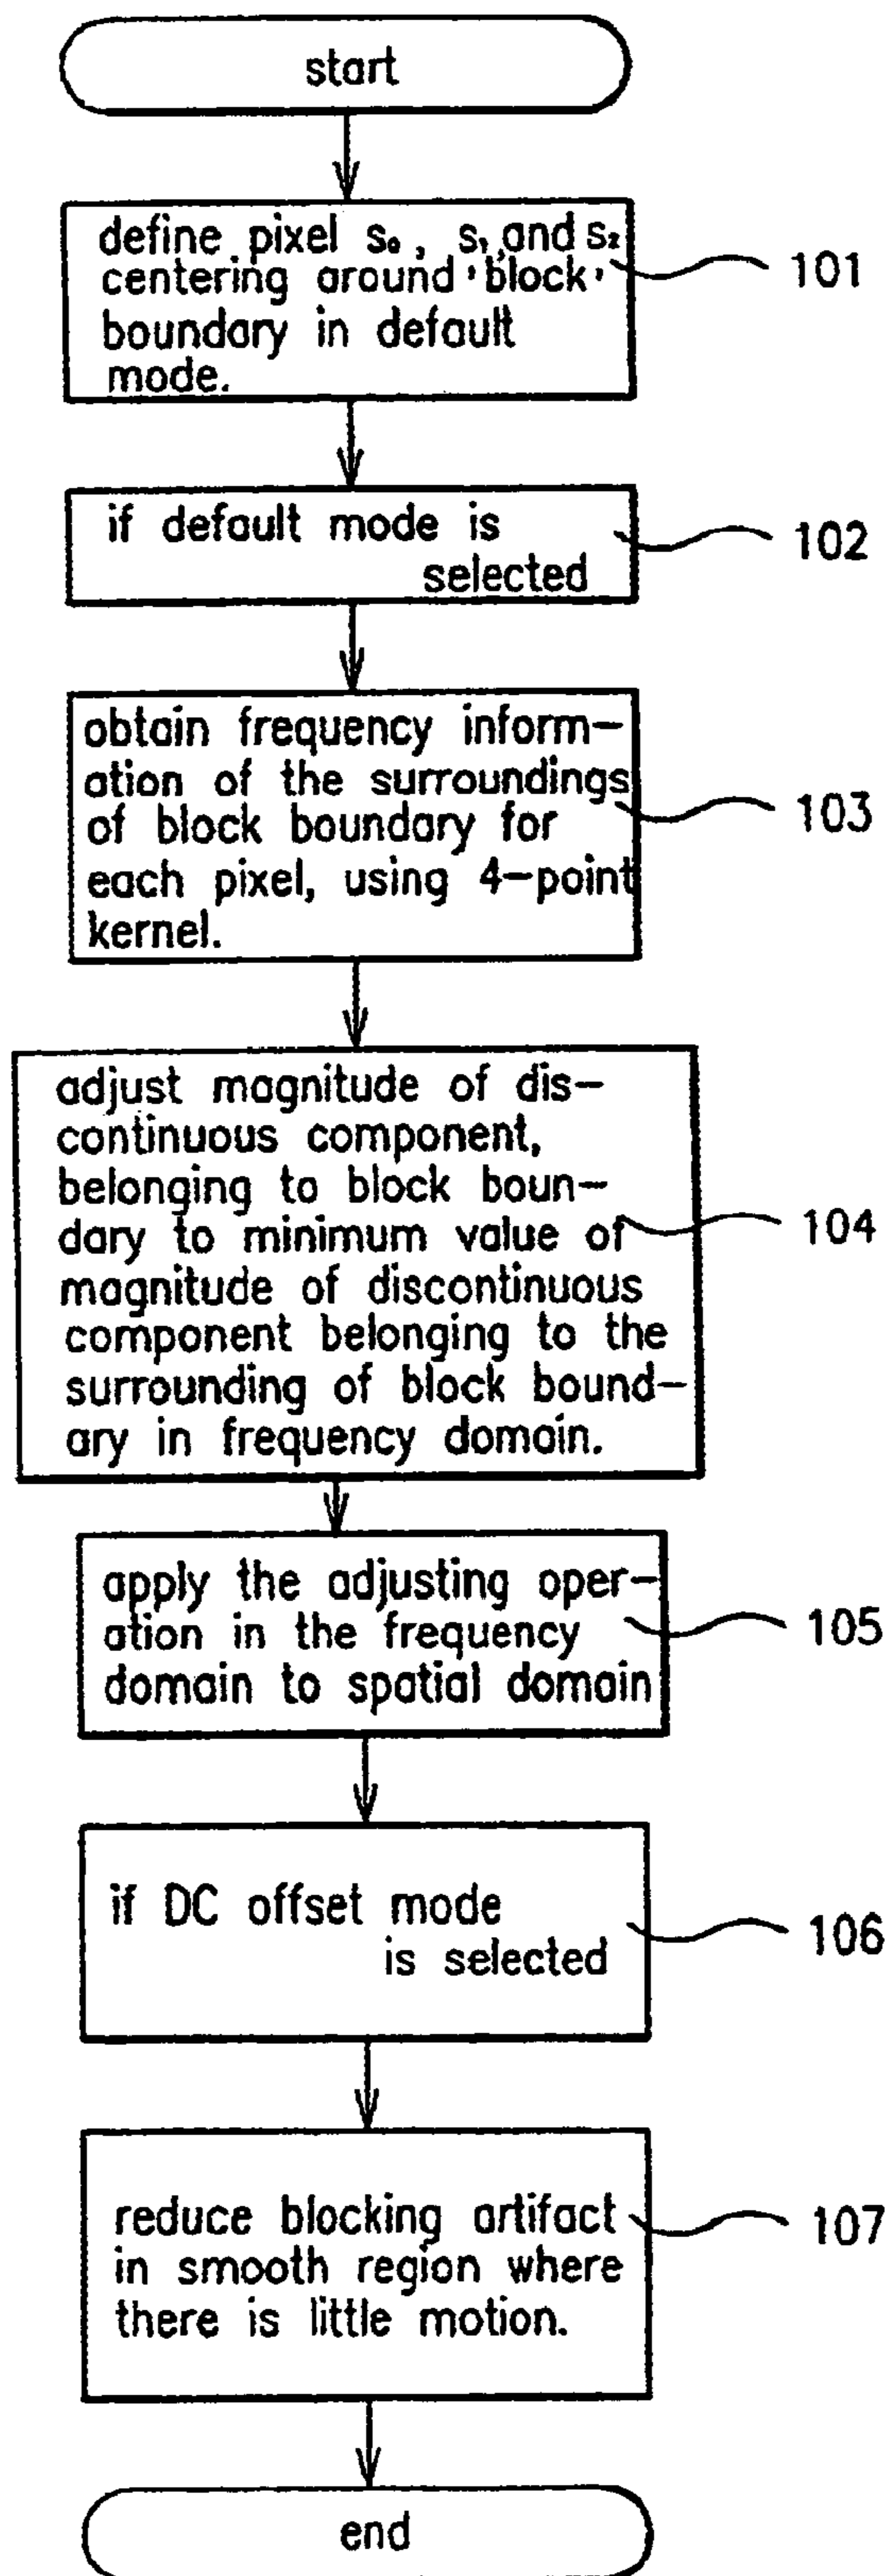 start
define pixel s₀, s₁, and s₂
centering around 'block'
boundary in default
mode.
101
if default mode is
selected
102
obtain frequency inform-
ation of the surroundings
of block boundary for
each pixel, using 4-point
kernel.
103
adjust magnitude of dis-
continuous component,
belonging to block boun-
dary to minimum value of
magnitude of discontinuous
component belonging to the
surrounding of block bound-
ary in frequency domain.
104
apply the adjusting oper-
ation in the frequency
domain to spatial domain
105
if DC offset mode
is selected
106
reduce blocking artifact
in smooth region where
there is little motion.
107
end